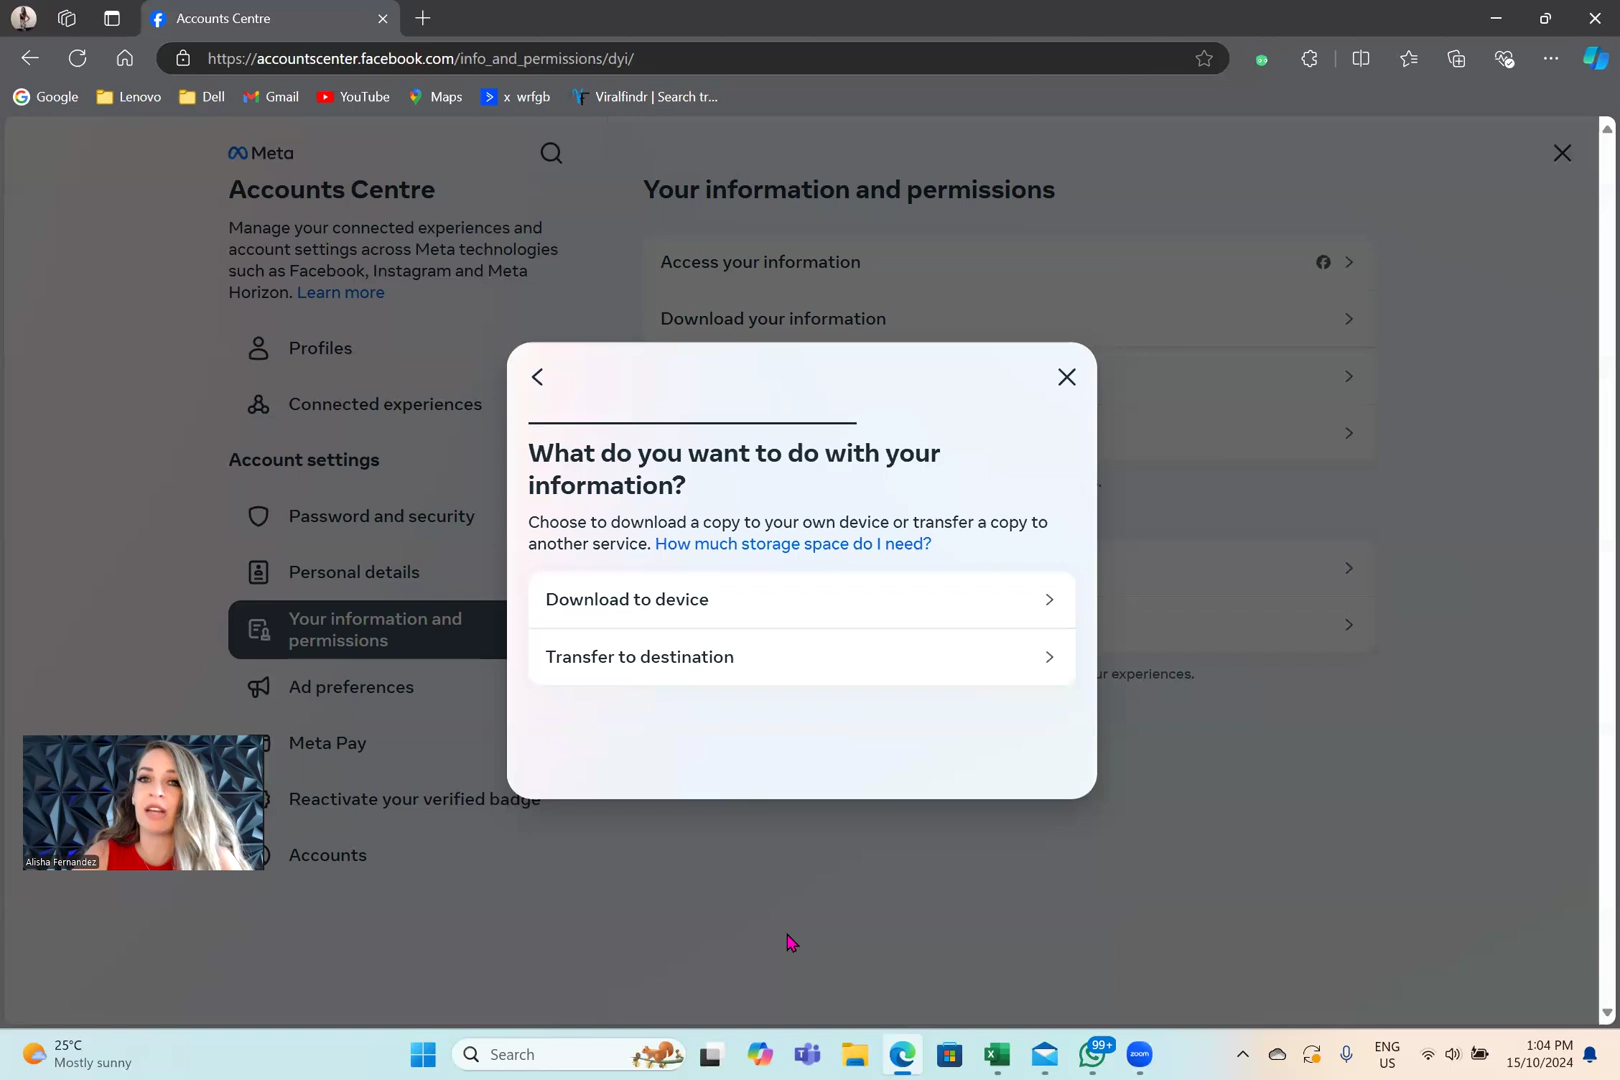 Accounts Centre
https://accountscenter.facebook.com/info_and_permissions/dyi/
Google
Lenovo
Dell
Gmail
YouTube
Maps
x wrfgb
Viralfindr | Search tr...
Meta
Accounts Centre
Manage your connected experiences and
account settings across Meta technologies
such as Facebook, Instagram and Meta
Horizon. Learn more
Profiles
Connected experiences
Account settings
Password and security
Personal details
Your information and
permissions
Ad preferences
Meta Pay
Reactivate your verified badge
Accounts
Your information and permissions
Access your information
Download your information
ur experiences.
What do you want to do with your
information?
Choose to download a copy to your own device or transfer a copy to
another service. How much storage space do I need?
Download to device
Transfer to destination
Alisha Fernandez
25°C
Mostly sunny
Search
99+
zoom
ENG
US
1:04 PM
15/10/2024